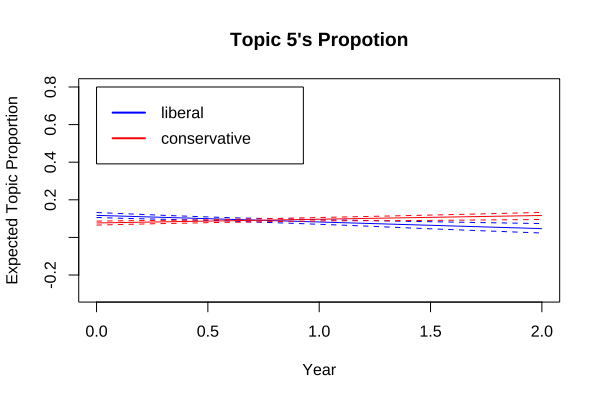 Topic 5's Propotion
Expected Topic Proportion
0.8
0.6
0.4
0.2
-0.2
liberal
conservative
0.0 0.5 1.0 1.5 2.0
Year